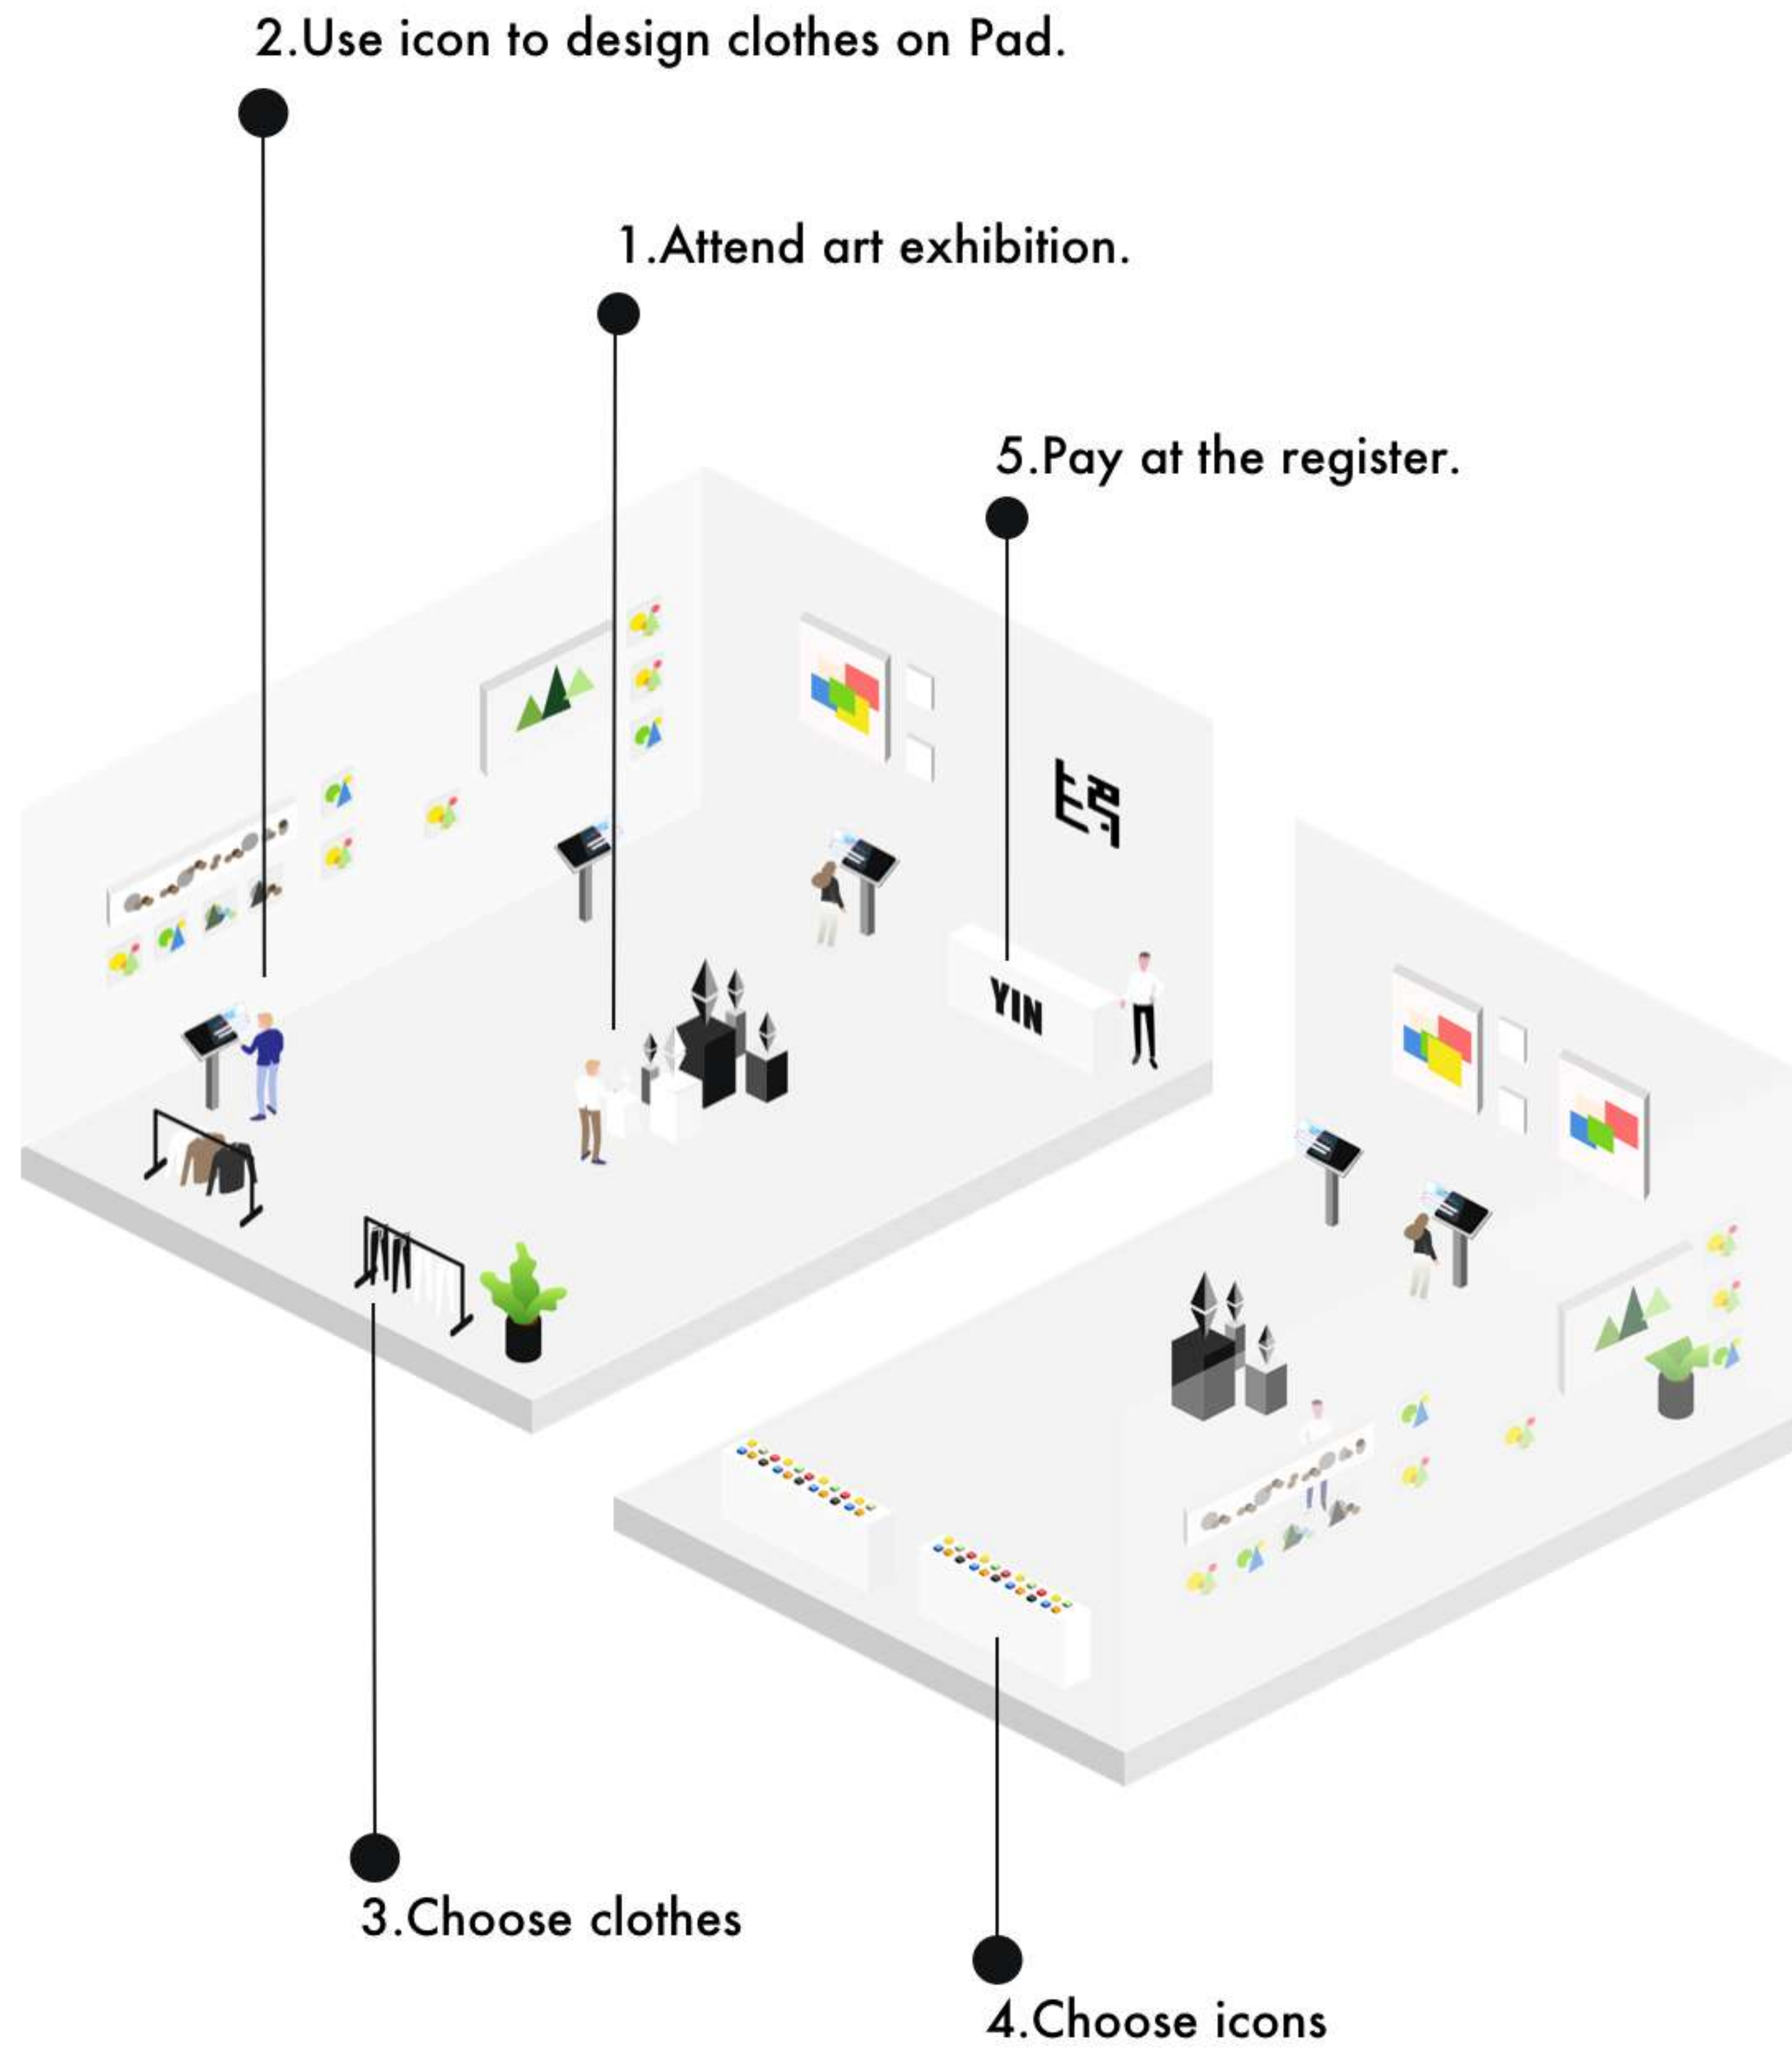 2.Use icon to design clothes on Pad.
1.Attend art exhibition.
5.Pay at the register.
YIN
3.Choose clothes
4.Choose icons